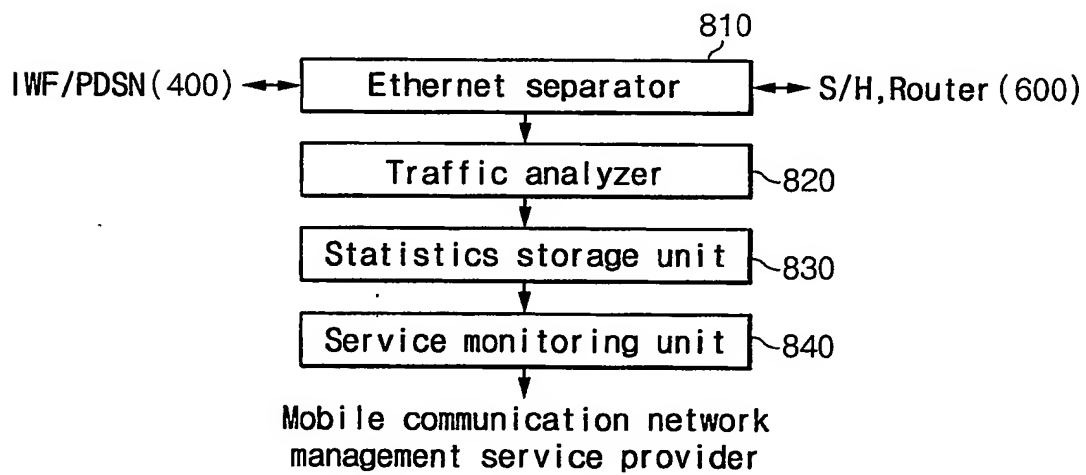 810
IWF/PDSN(400)
Ethernet separator
S/H,Router(600)
Traffic analyzer
820
Statistics storage unit
830
Service monitoring unit
840
Mobile communication network
management service provider